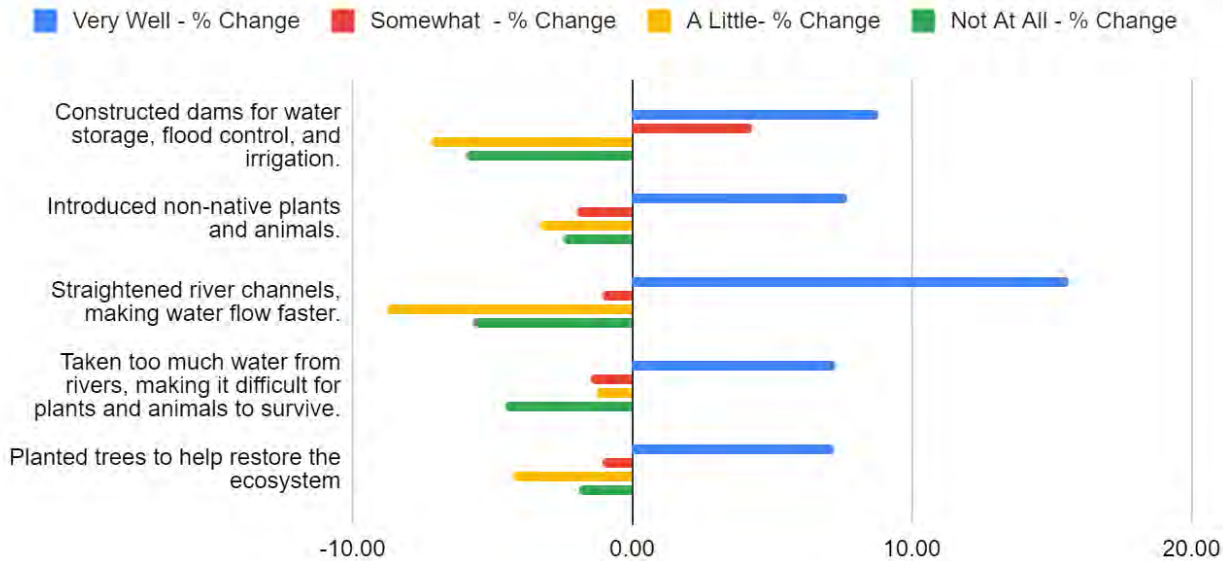 Very Well - % Change Somewhat - % Change A Little- % Change Not At All - % Change
Constructed dams for water
storage, flood control, and
irrigation.
Introduced non-native plants
and animals.
Straightened river channels,
making water flow faster.
Taken too much water from
rivers, making it difficult for
plants and animals to survive.
Planted trees to help restore the
ecosystem
-10.00 0.00 10.00 20.00